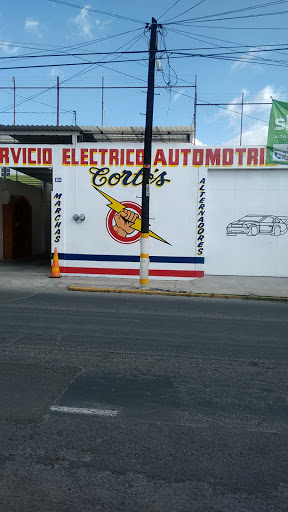 RVICIO ELECTRICO AUTOMOTRI
Cortés
MARCHAS
ALTERNADORES